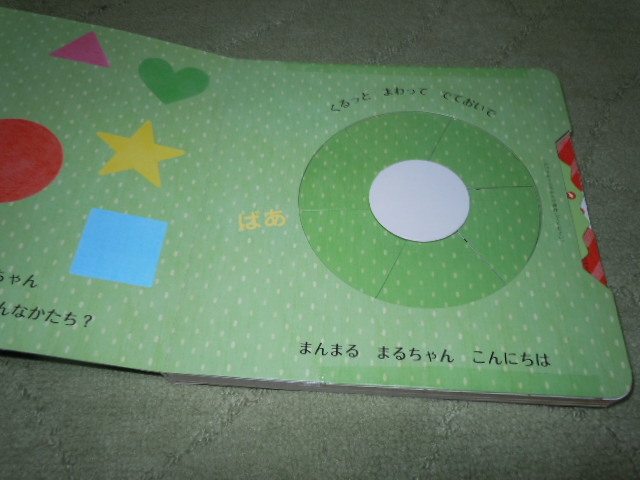 ちゃん
んなかたち？
くるっと　まわって　でておいで
ばあ
まんまる　まるちゃん　こんにちは